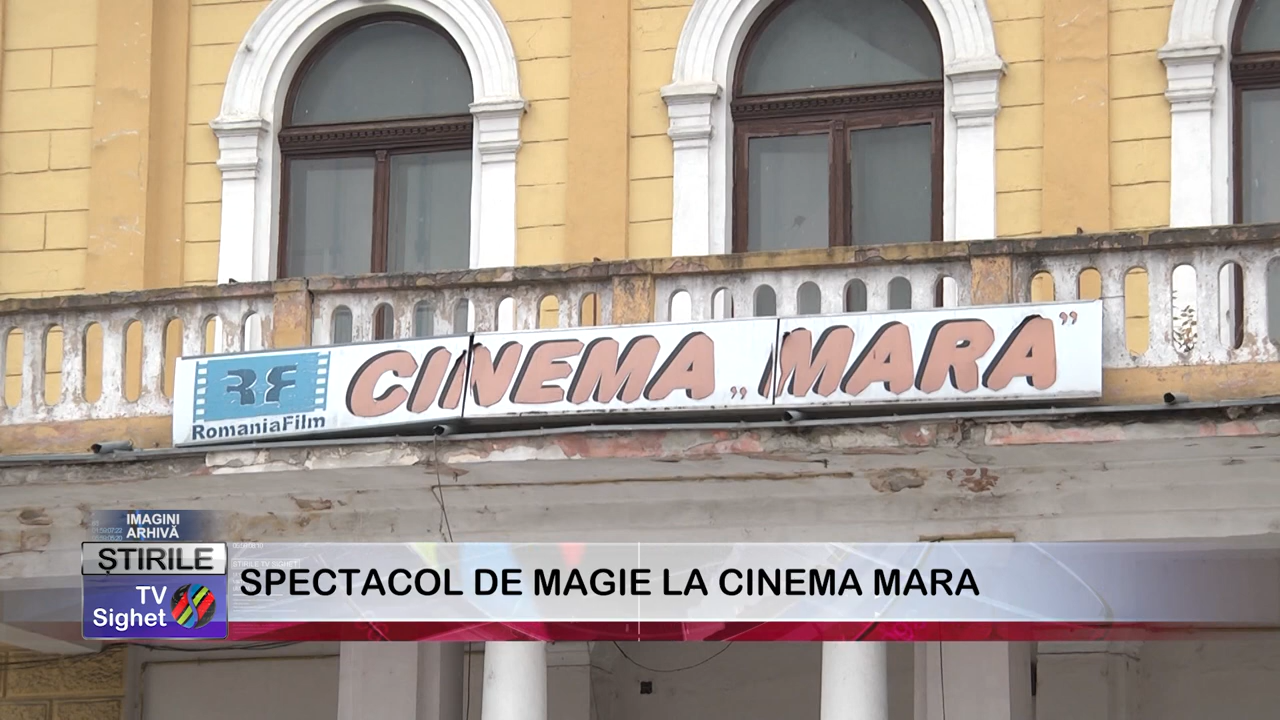 RF
RomaniaFilm
CINEMA „MARA”
IMAGINI
ARHIVĂ
ȘTIRILE
TV
Sighet
SPECTACOL DE MAGIE LA CINEMA MARA